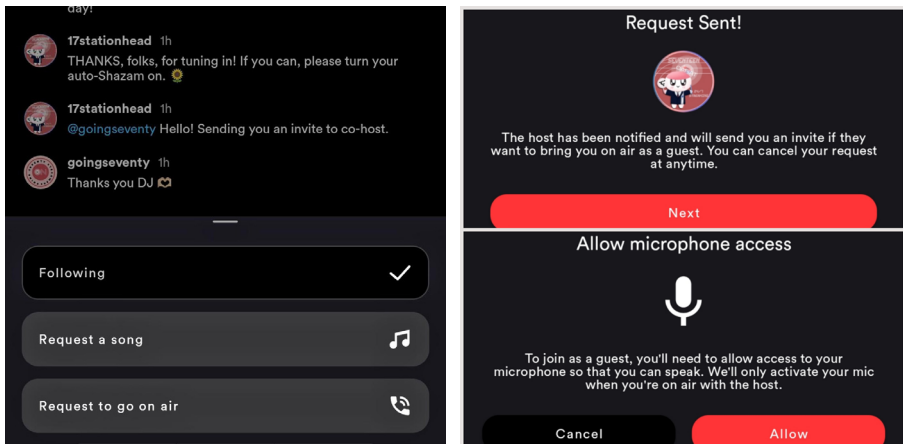 day!
17stationhead 1h
THANKS, folks, for tuning in! If you can, please turn your
auto-Shazam on. 🌻
17stationhead 1h
@goingseventy Hello! Sending you an invite to co-host.
goingseventy 1h
Thanks you DJ 🫶🏼
Following
Request a song
Request to go on air
Request Sent!
SEVENTEEN
The host has been notified and will send you an invite if they
want to bring you on air as a guest. You can cancel your request
at anytime.
Next
Allow microphone access
To join as a guest, you'll need to allow access to your
microphone so that you can speak. We'll only activate your mic
when you're on air with the host.
Cancel
Allow